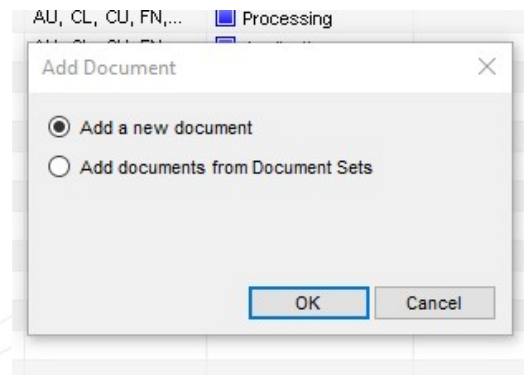 AU, CL, CU, FN,... Processing
Add Document
Add a new document
Add documents from Document Sets
OK Cancel